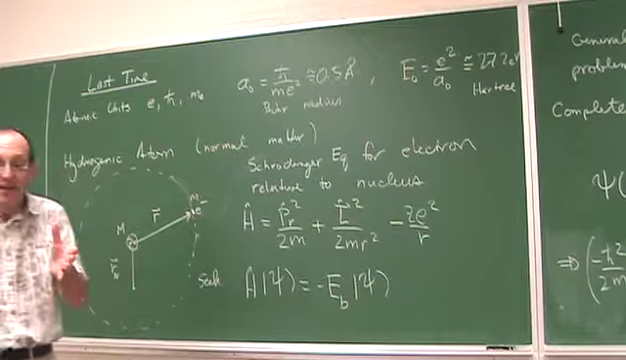 Last Time
Atomic Units e, ħ, me
a₀ = ħ/me² ≅ 0.5 Å ,
Bohr radius
E₀ = e²/a₀ ≅ 27.2 eV
Hartree
Hydrogenic Atom (normal matter)
Schrodinger Eq for electron
relative to nucleus
M
r⃗
e⁻
Ĥ = P̂r²/2m + L̂²/2mr² - Ze²/r
Seek Ĥ|ψ⟩ = -E_b|ψ⟩
General
problem
Complete
ψ(
⇒ (-ħ²/2m